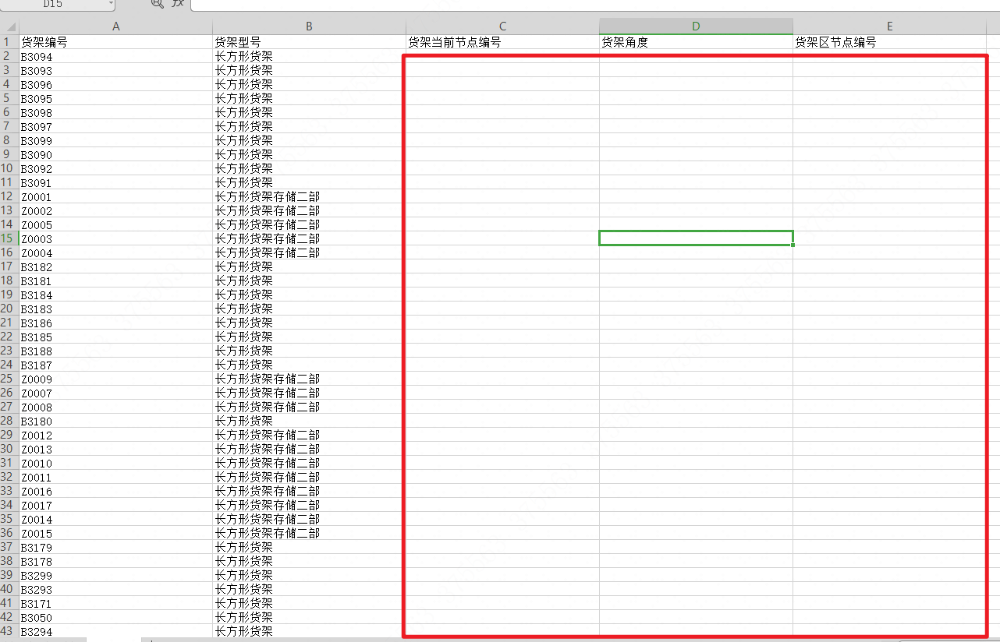 D15 fx
A B C D E
1 货架编号 货架型号 货架当前节点编号 货架角度 货架区节点编号
2 B3094 长方形货架
3 B3093 长方形货架
4 B3096 长方形货架
5 B3095 长方形货架
6 B3098 长方形货架
7 B3097 长方形货架
8 B3099 长方形货架
9 B3090 长方形货架
10 B3092 长方形货架
11 B3091 长方形货架
12 Z0001 长方形货架存储二部
13 Z0002 长方形货架存储二部
14 Z0005 长方形货架存储二部
15 Z0003 长方形货架存储二部
16 Z0004 长方形货架存储二部
17 B3182 长方形货架
18 B3181 长方形货架
19 B3184 长方形货架
20 B3183 长方形货架
21 B3186 长方形货架
22 B3185 长方形货架
23 B3188 长方形货架
24 B3187 长方形货架
25 Z0009 长方形货架存储二部
26 Z0007 长方形货架存储二部
27 Z0008 长方形货架存储二部
28 B3180 长方形货架
29 Z0012 长方形货架存储二部
30 Z0013 长方形货架存储二部
31 Z0010 长方形货架存储二部
32 Z0011 长方形货架存储二部
33 Z0016 长方形货架存储二部
34 Z0017 长方形货架存储二部
35 Z0014 长方形货架存储二部
36 Z0015 长方形货架存储二部
37 B3179 长方形货架
38 B3178 长方形货架
39 B3299 长方形货架
40 B3293 长方形货架
41 B3171 长方形货架
42 B3050 长方形货架
43 B3294 长方形货架